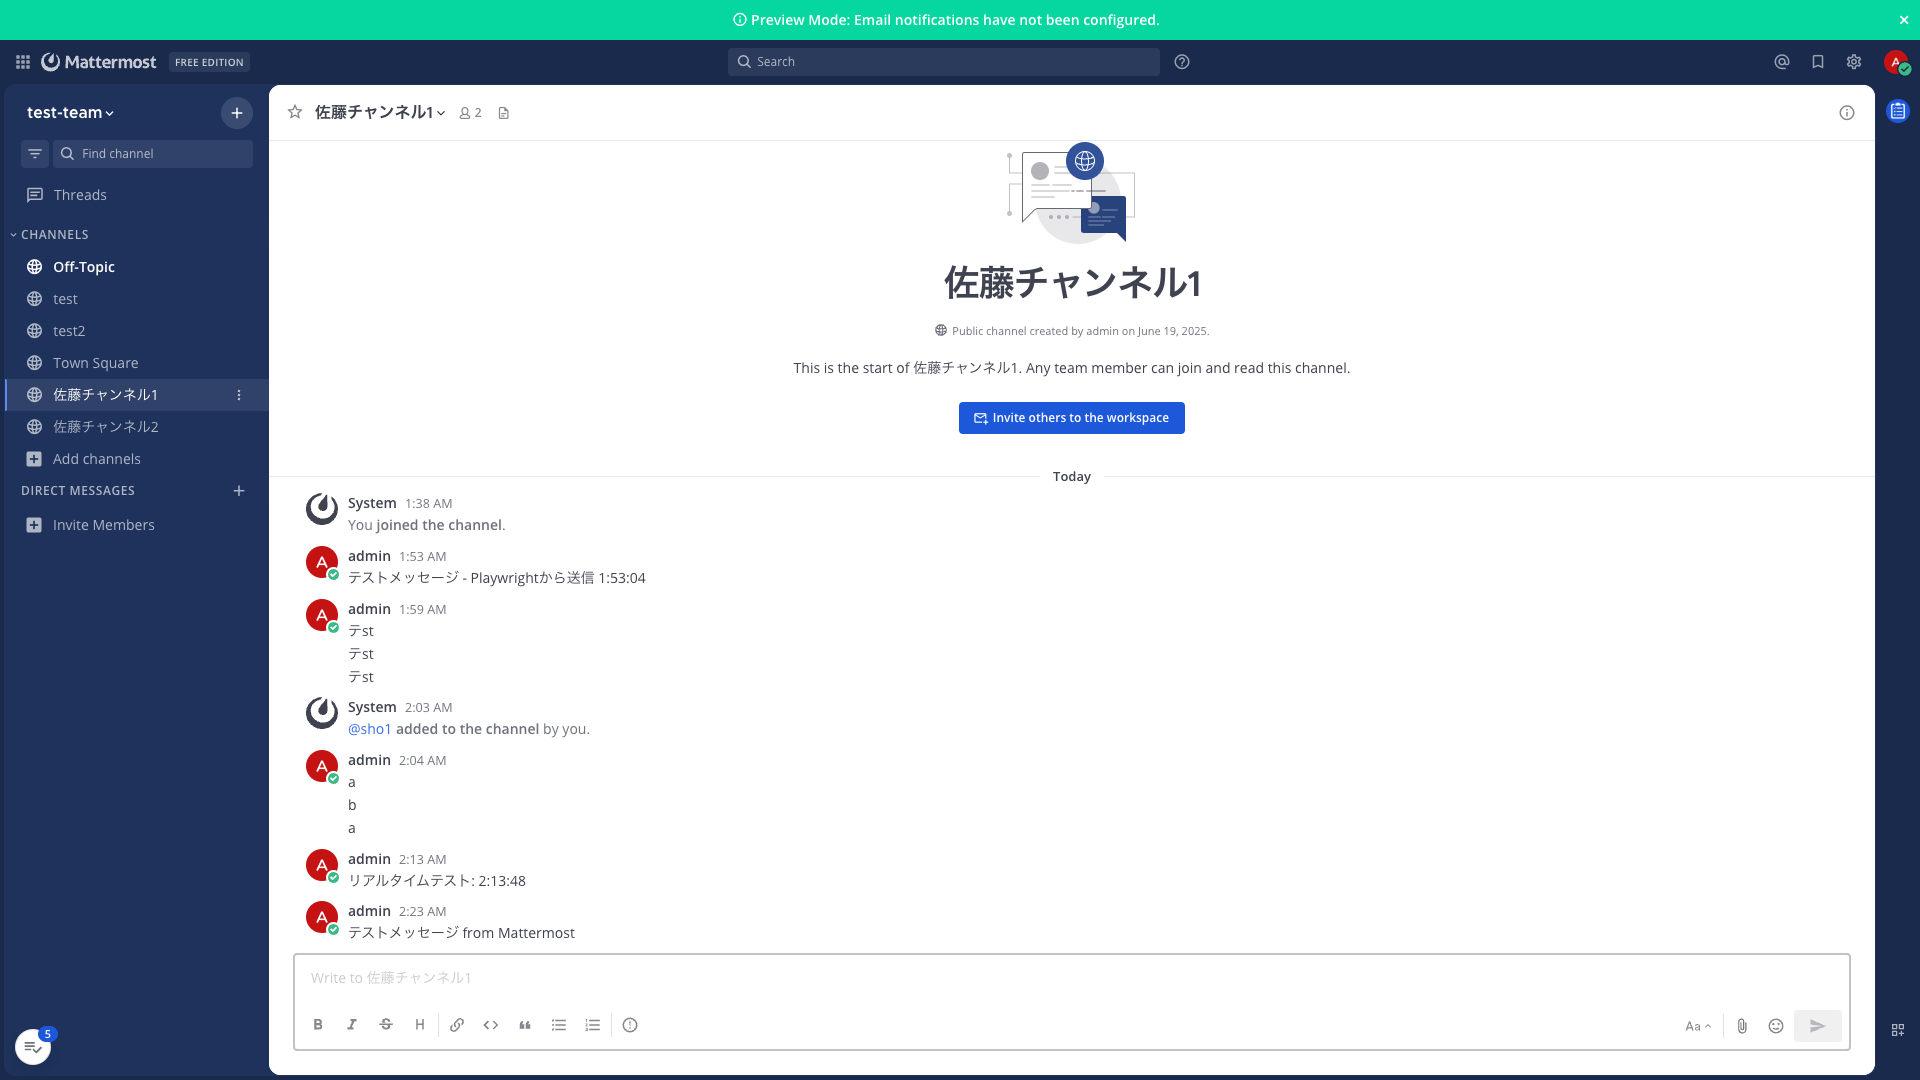 Preview Mode: Email notifications have not been configured.
Mattermost FREE EDITION
Search
A
test-team
佐藤チャンネル1 2
Find channel
Threads
CHANNELS
Off-Topic
test
test2
Town Square
佐藤チャンネル1
佐藤チャンネル2
Add channels
DIRECT MESSAGES
Invite Members
5
佐藤チャンネル1
Public channel created by admin on June 19, 2025.
This is the start of 佐藤チャンネル1. Any team member can join and read this channel.
Invite others to the workspace
Today
System 1:38 AM
You joined the channel.
A admin 1:53 AM
テストメッセージ - Playwrightから送信 1:53:04
A admin 1:59 AM
テst
テst
テst
System 2:03 AM
@sho1 added to the channel by you.
A admin 2:04 AM
a
b
a
A admin 2:13 AM
リアルタイムテスト: 2:13:48
A admin 2:23 AM
テストメッセージ from Mattermost
Write to 佐藤チャンネル1
B I S H Aa